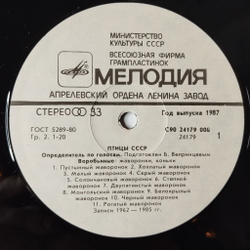 МИНИСТЕРСТВО
КУЛЬТУРЫ СССР
ВСЕСОЮЗНАЯ ФИРМА
ГРАМПЛАСТИНОК
МЕЛОДИЯ
АПРЕЛЕВСКИЙ ОРДЕНА ЛЕНИНА ЗАВОД
СТЕРЕО 33
Год выпуска 1987
ГОСТ 5289-80
Гр. 2. 1-20
С90 24179 006
24179
1
ПТИЦЫ СССР
Определитель по голосам. Подготовлен Б. Вепринцевым
Воробьиные: жаворонки, коньки
1. Пустынный жаворонок 2. Хохлатый жаворонок
3. Малый жаворонок 4. Серый жаворонок
5. Солончаковый жаворонок 6. Степной
жаворонок 7. Двупятнистый жаворонок
8. Монгольский жаворонок 9. Белокрылый
жаворонок 10. Черный жаворонок
11. Рогатый жаворонок
Записи 1962 — 1985 гг.